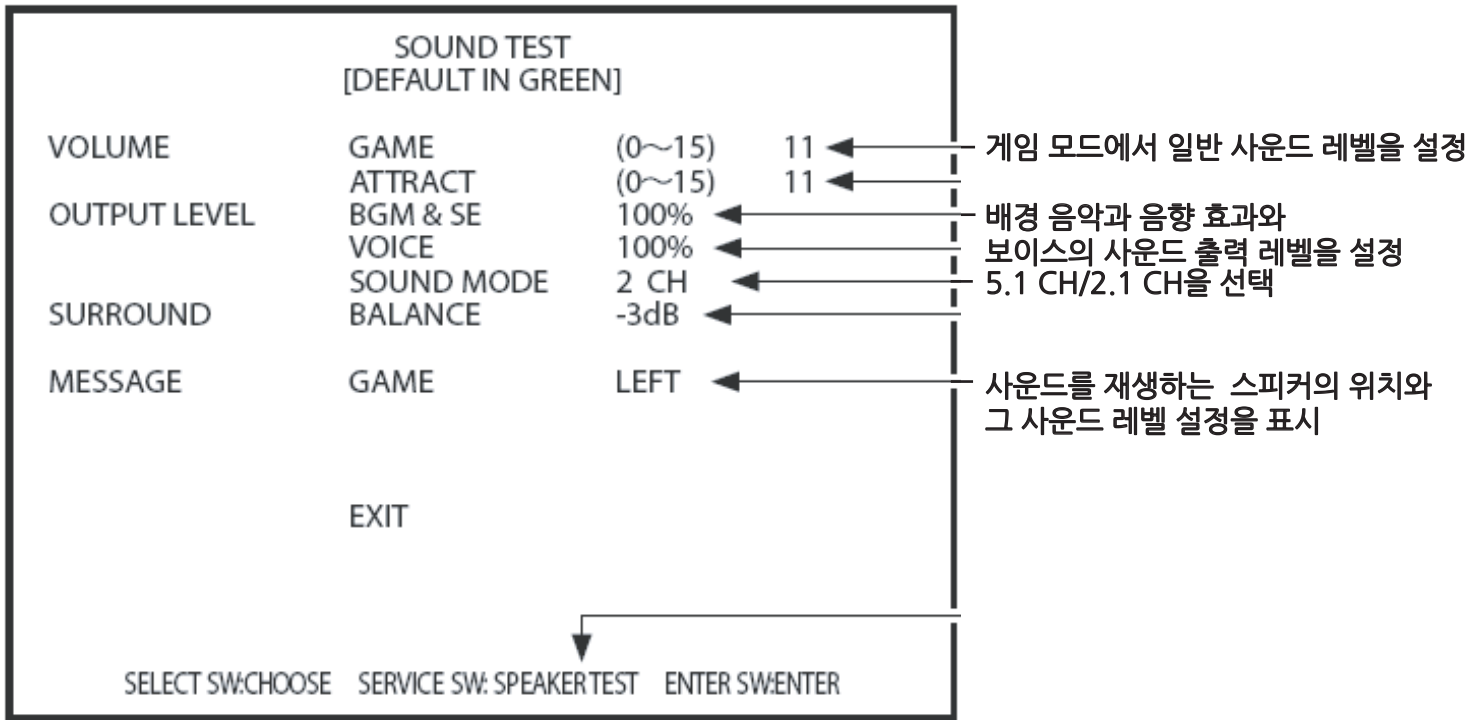 SOUND TEST
[DEFAULT IN GREEN]
VOLUME GAME (0～15) 11 게임 모드에서 일반 사운드 레벨을 설정
ATTRACT (0～15) 11
OUTPUT LEVEL BGM & SE 100% 배경 음악과 음향 효과와
VOICE 100% 보이스의 사운드 출력 레벨을 설정
SOUND MODE 2 CH 5.1 CH/2.1 CH을 선택
SURROUND BALANCE -3dB
MESSAGE GAME LEFT 사운드를 재생하는 스피커의 위치와
그 사운드 레벨 설정을 표시
EXIT
SELECT SW:CHOOSE SERVICE SW: SPEAKER TEST ENTER SW:ENTER